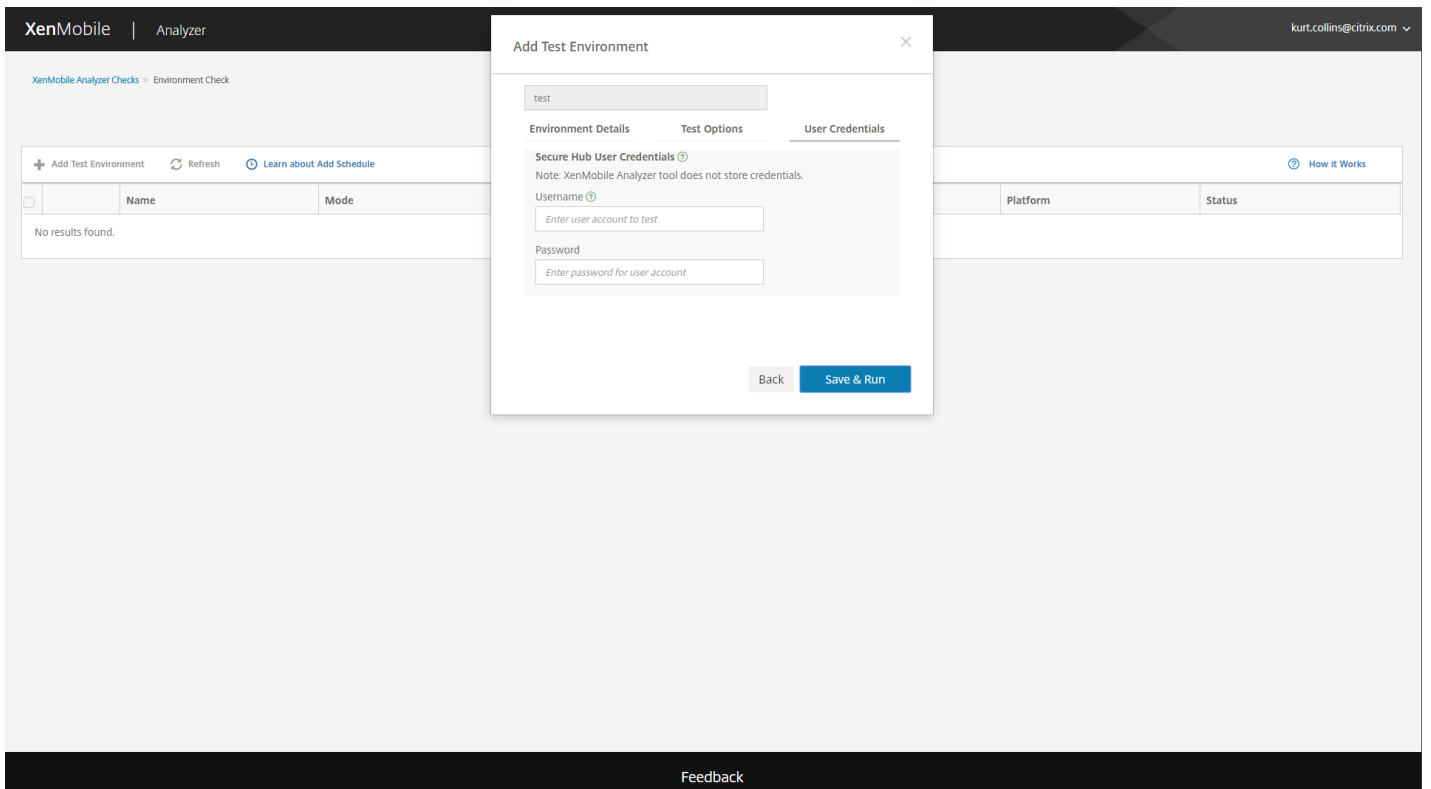 XenMobile | Analyzer
kurt.collins@citrix.com
Add Test Environment
XenMobile Analyzer Checks > Environment Check
test
Environment Details Test Options User Credentials
Secure Hub User Credentials
Note: XenMobile Analyzer tool does not store credentials.
Username
Enter user account to test
Password
Enter password for user account
Back Save & Run
Add Test Environment Refresh Learn about Add Schedule How it Works
Name Mode Platform Status
No results found.
Feedback